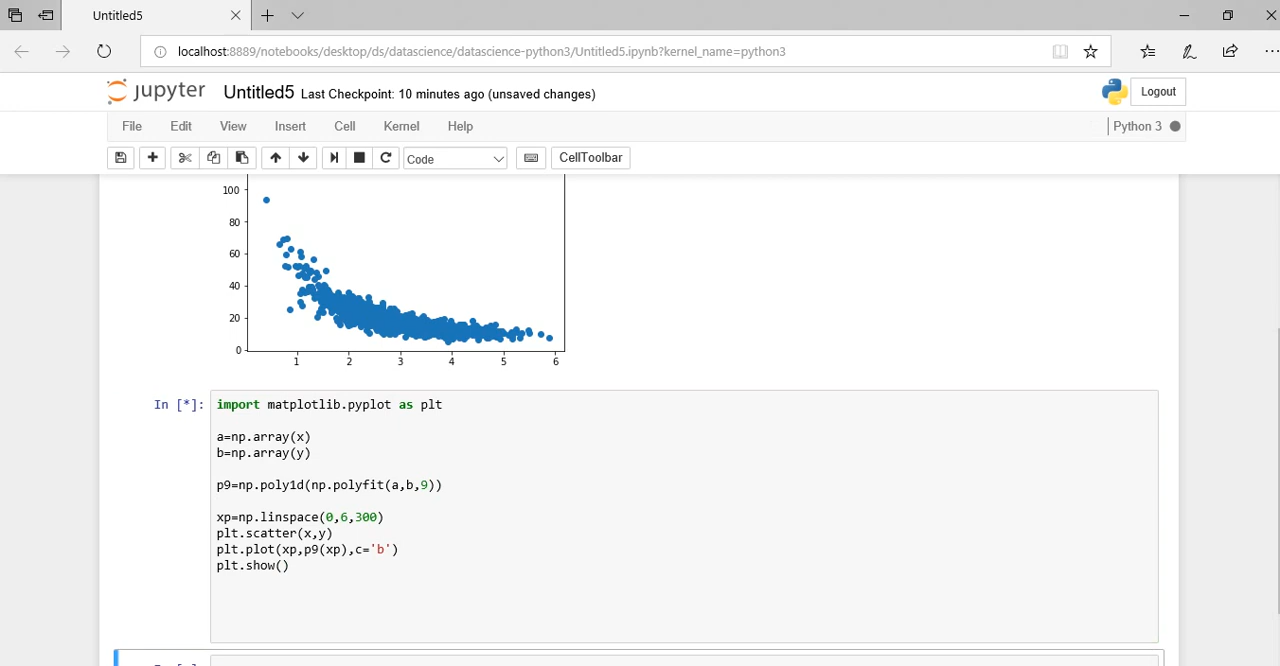 Untitled5
localhost:8889/notebooks/desktop/ds/datascience/datascience-python3/Untitled5.ipynb?kernel_name=python3
jupyter Untitled5 Last Checkpoint: 10 minutes ago (unsaved changes)
Logout
File Edit View Insert Cell Kernel Help
Python 3
Code
CellToolbar
100
80
60
40
20
0
1 2 3 4 5 6
In [*]:
import matplotlib.pyplot as plt
a=np.array(x)
b=np.array(y)
p9=np.poly1d(np.polyfit(a,b,9))
xp=np.linspace(0,6,300)
plt.scatter(x,y)
plt.plot(xp,p9(xp),c='b')
plt.show()